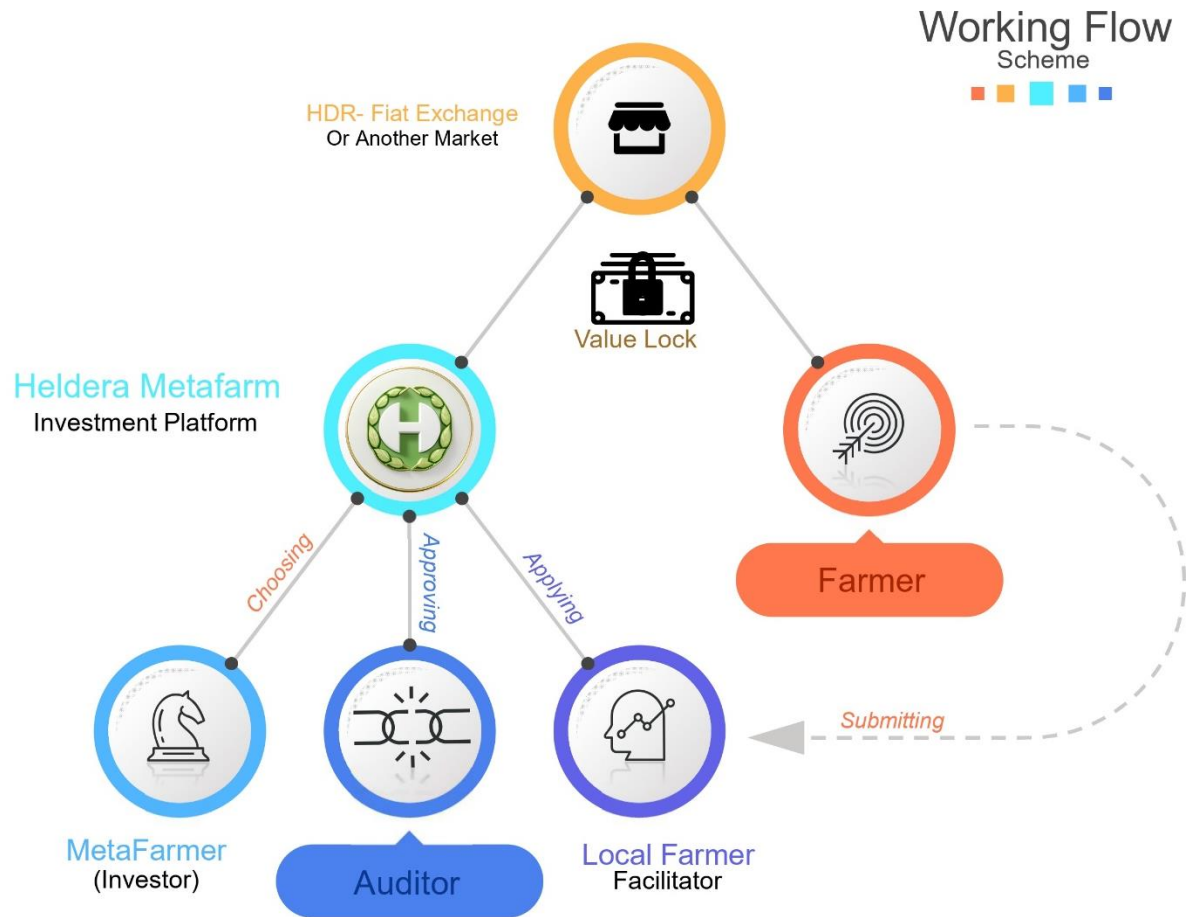 Working Flow
Scheme
HDR- Fiat Exchange
Or Another Market
Value Lock
Heldera Metafarm
Investment Platform
H
Farmer
Choosing
Approving
Applying
Submitting
MetaFarmer
(Investor)
Auditor
Local Farmer
Facilitator